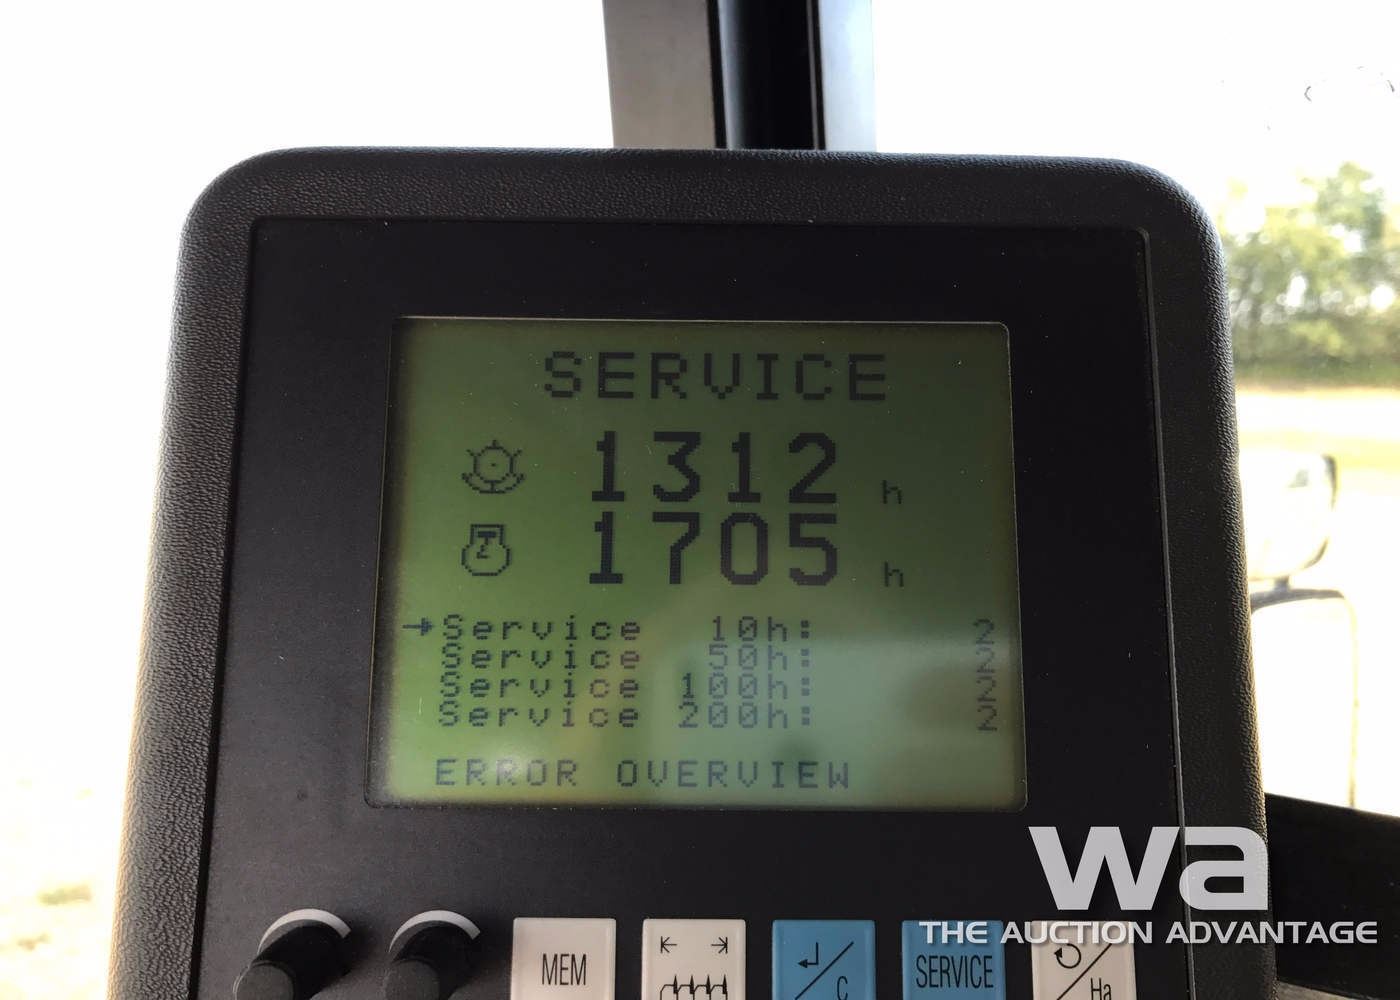 SERVICE
1312 h
1705 h
→Service 10h: 2
Service 50h: 2
Service 100h: 2
Service 200h: 2
ERROR OVERVIEW
MEM
C
SERVICE
Ha
wa
THE AUCTION ADVANTAGE